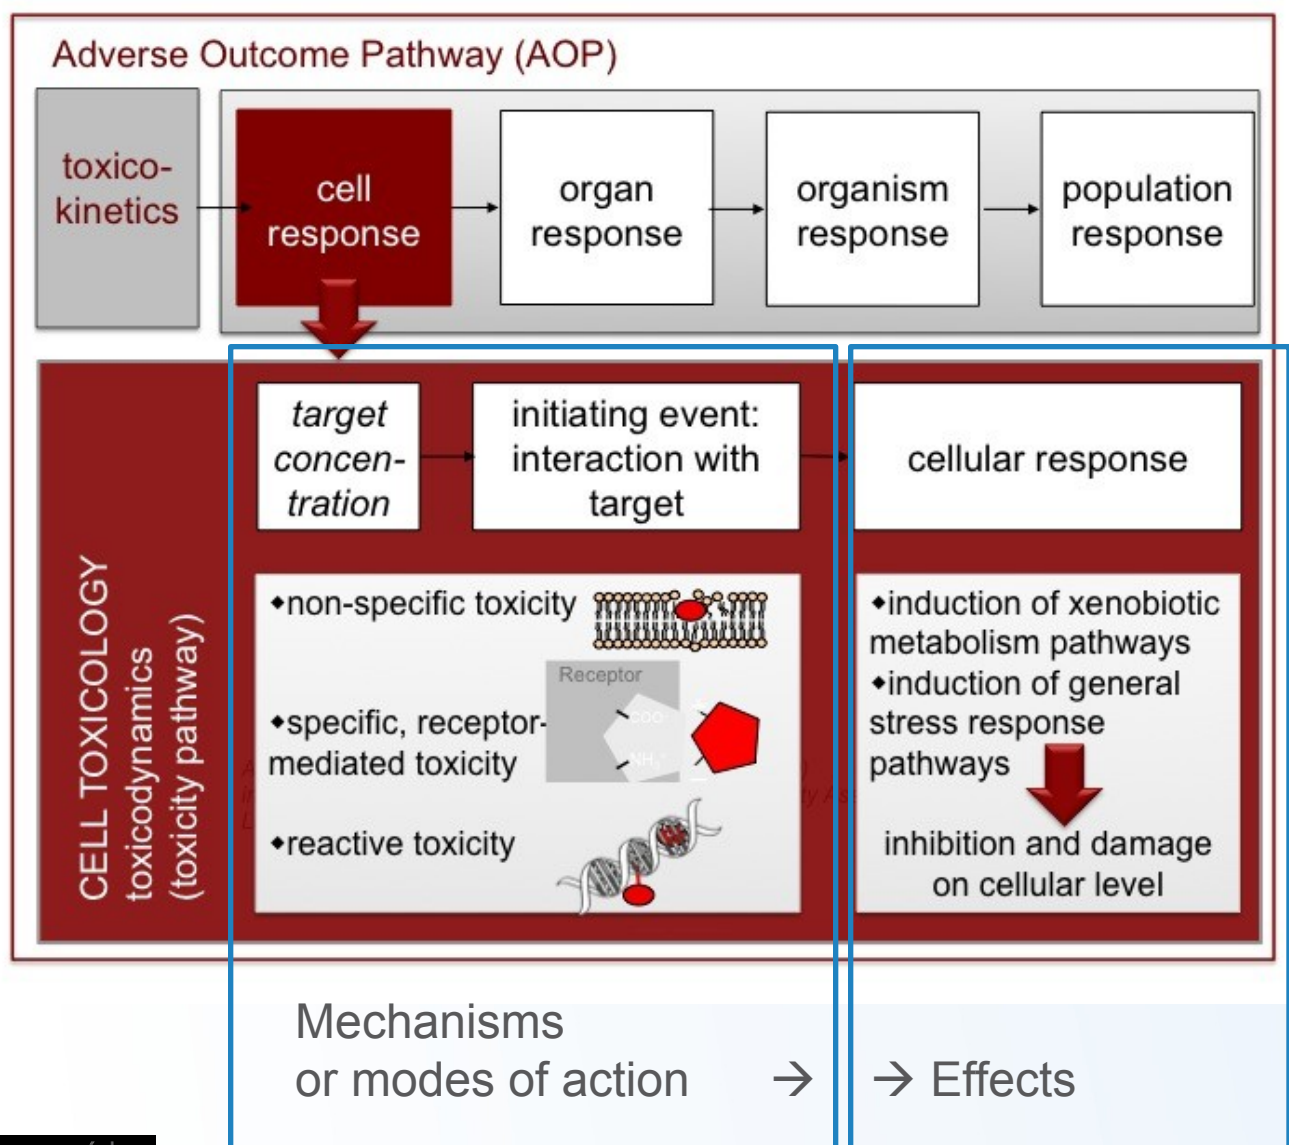 Adverse Outcome Pathway (AOP)
toxico-
kinetics
cell
response
organ
response
organism
response
population
response
CELL TOXICOLOGY
toxicodynamics
(toxicity pathway)
target
concen-
tration
initiating event:
interaction with
target
cellular response
◆non-specific toxicity
Receptor
COO⁻
NH₃⁺
◆specific, receptor-
mediated toxicity
◆reactive toxicity
◆induction of xenobiotic
metabolism pathways
◆induction of general
stress response
pathways
inhibition and damage
on cellular level
Mechanisms
or modes of action →
→ Effects